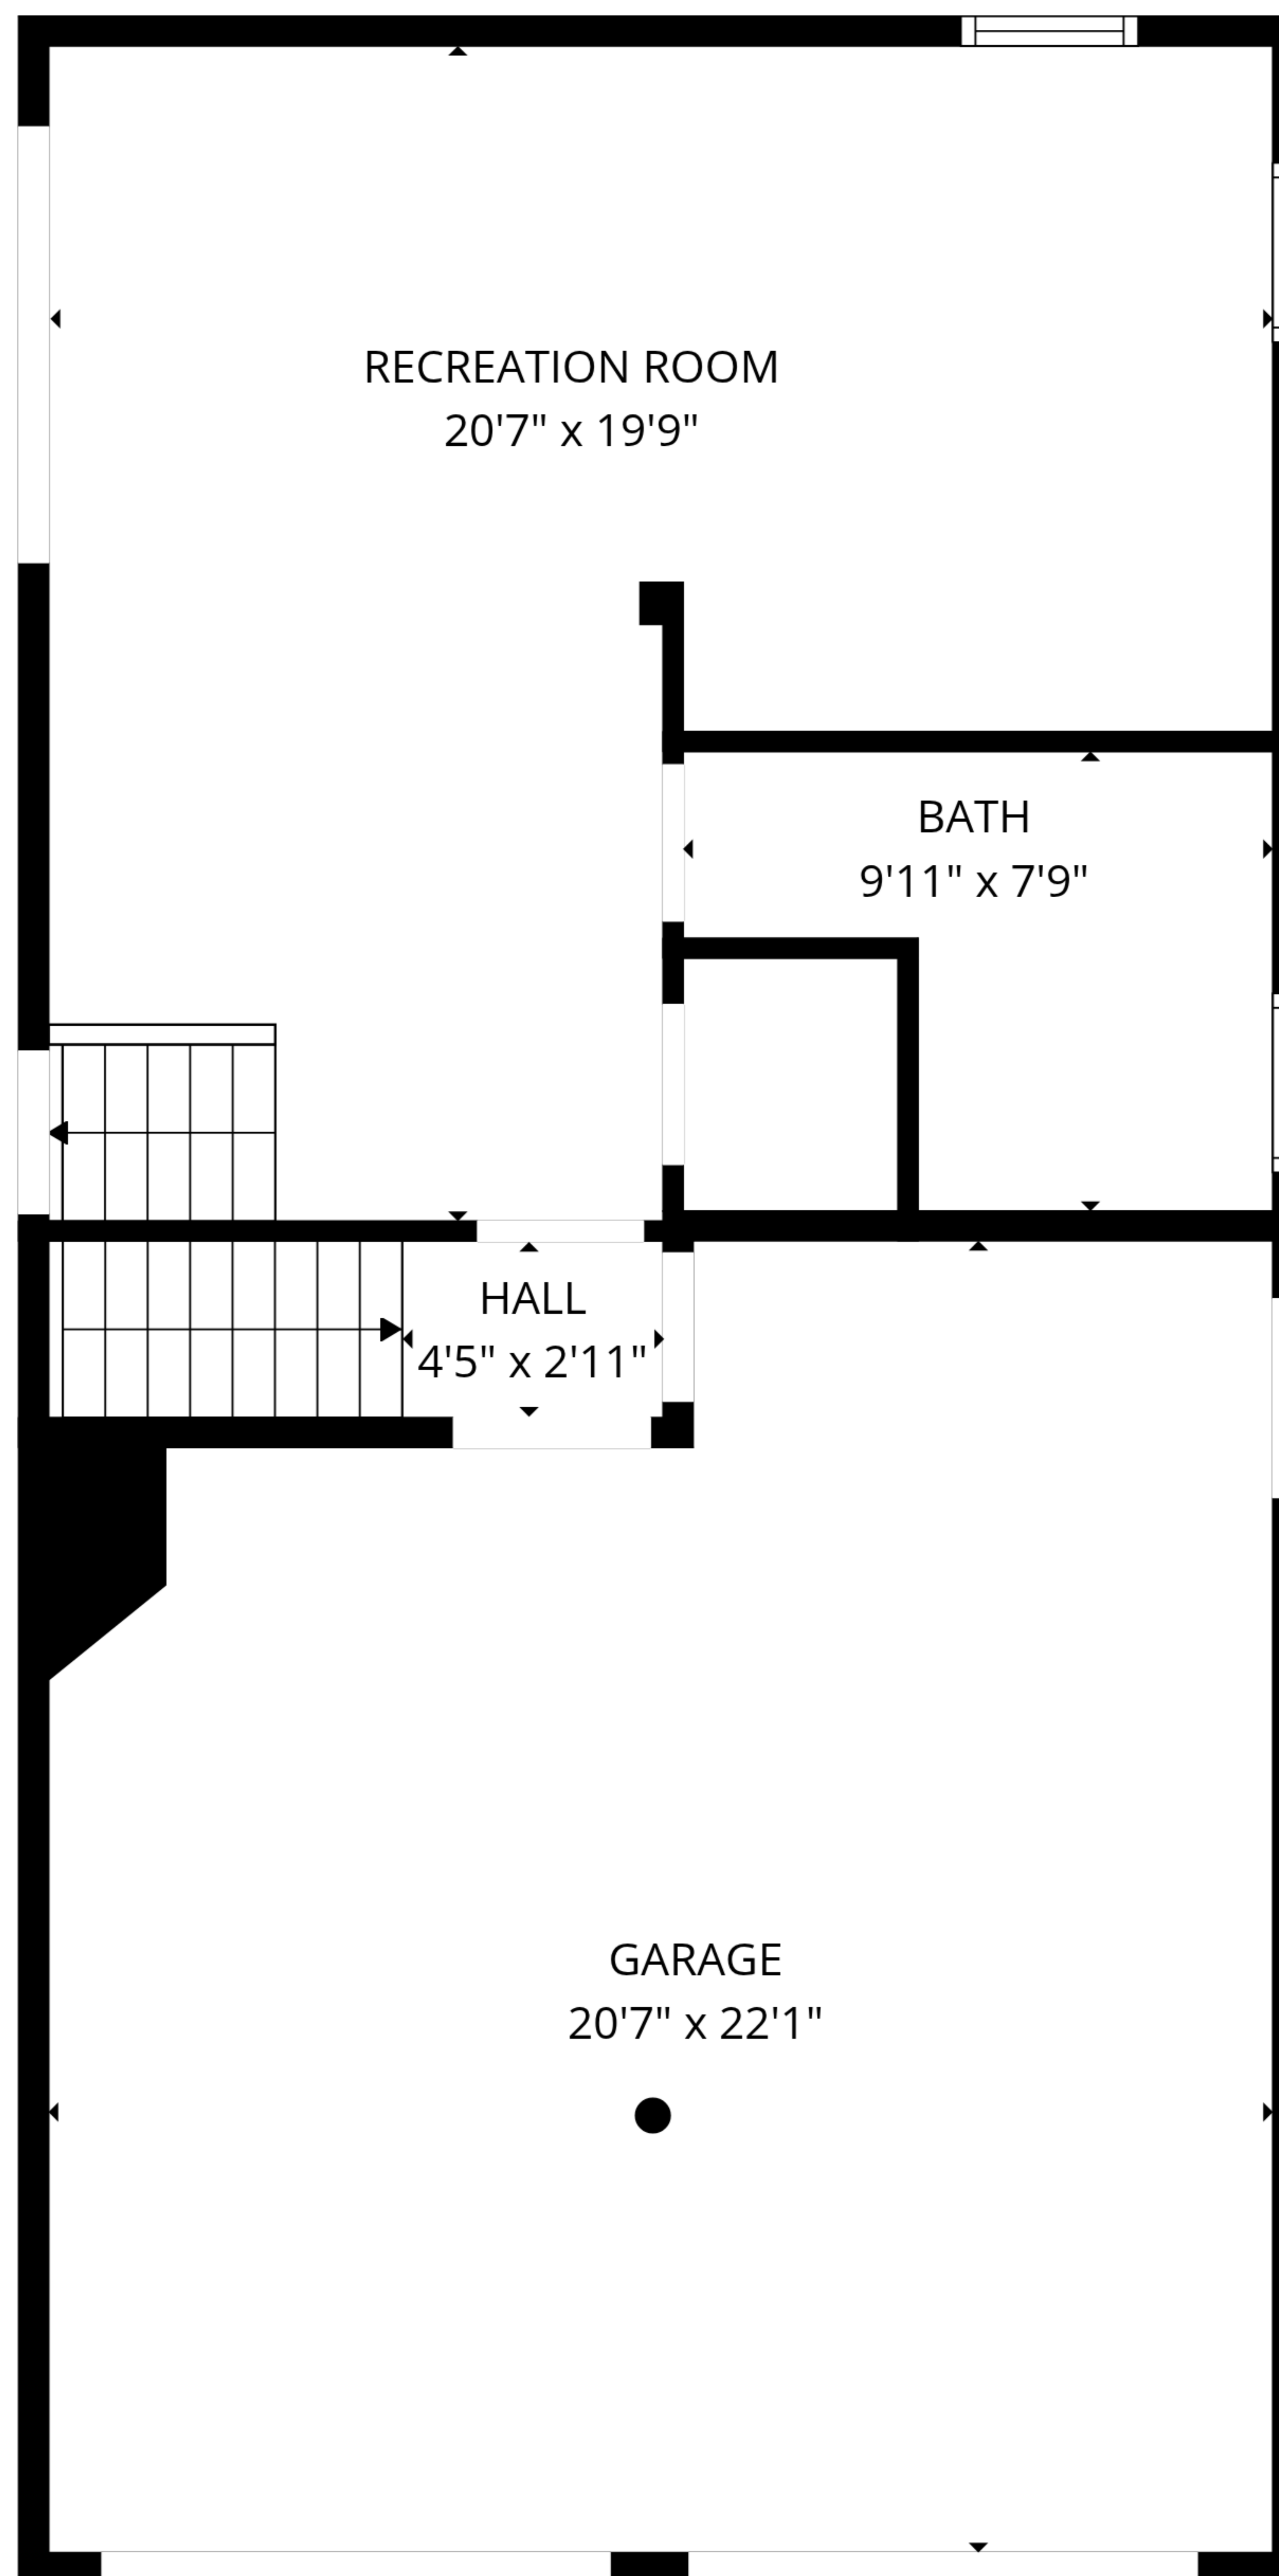 RECREATION ROOM
20'7" x 19'9"
BATH
9'11" x 7'9"
HALL
4'5" x 2'11"
GARAGE
20'7" x 22'1"